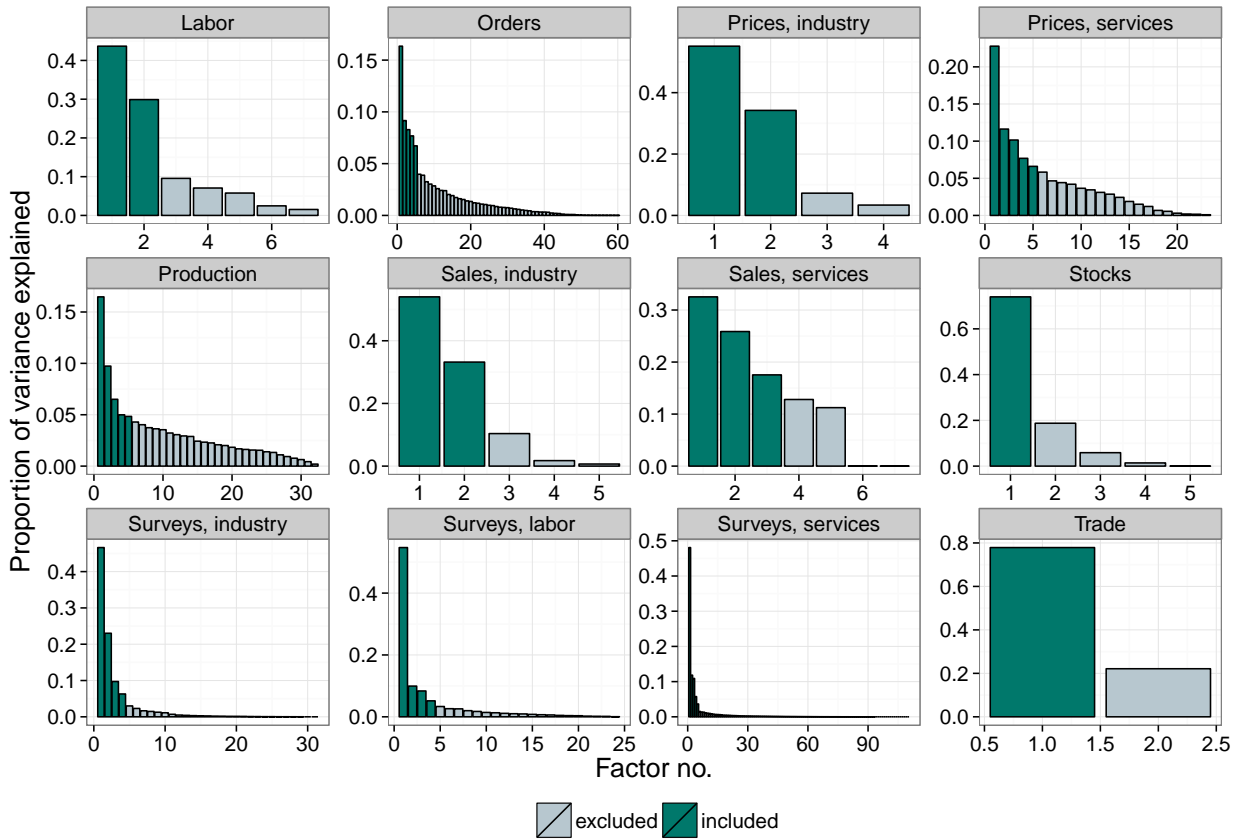 Labor
Orders
Prices, industry
Prices, services
0.4
0.3
0.2
0.1
0.0
2 4 6
0.15
0.10
0.05
0.00
0 20 40 60
0.4
0.2
0.0
1 2 3 4
0.20
0.15
0.10
0.05
0.00
0 5 10 15 20
Proportion of variance explained
Production
Sales, industry
Sales, services
Stocks
0.15
0.10
0.05
0.00
0 10 20 30
0.4
0.2
0.0
1 2 3 4 5
0.3
0.2
0.1
0.0
2 4 6
0.6
0.4
0.2
0.0
1 2 3 4 5
Surveys, industry
Surveys, labor
Surveys, services
Trade
0.4
0.3
0.2
0.1
0.0
0 10 20 30
0.4
0.2
0.0
0 5 10 15 20 25
0.5
0.4
0.3
0.2
0.1
0.0
0 30 60 90
0.8
0.6
0.4
0.2
0.0
0.5 1.0 1.5 2.0 2.5
Factor no.
excluded included